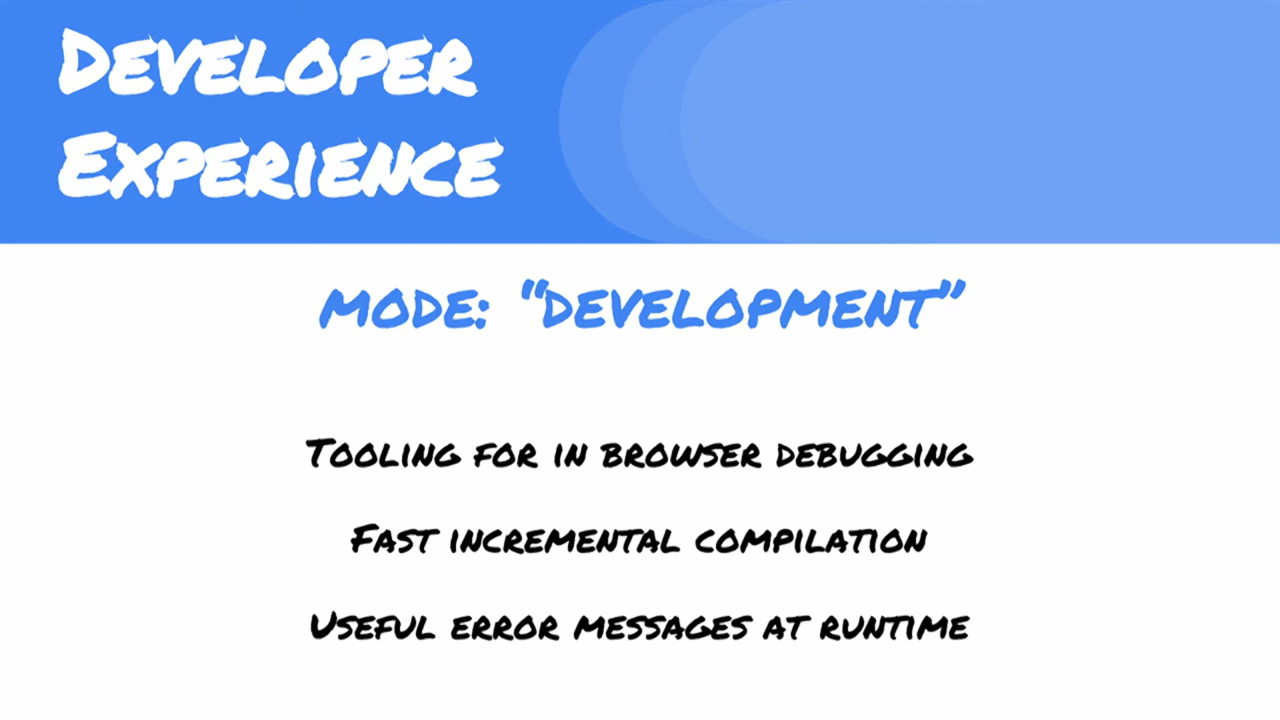 Developer
Experience
mode: “development”
Tooling for in browser debugging
Fast incremental compilation
Useful error messages at runtime